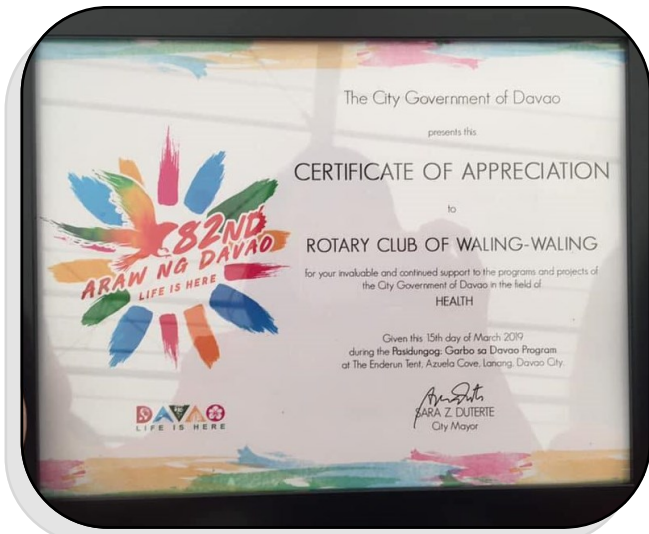 82ND
ARAW NG DAVAO
LIFE IS HERE
DAVAO
LIFE IS HERE
The City Government of Davao
presents this
CERTIFICATE OF APPRECIATION
to
ROTARY CLUB OF WALING-WALING
for your invaluable and continued support to the programs and projects of
the City Government of Davao in the field of
HEALTH
Given this 15th day of March 2019
during the Pasidungog: Garbo sa Davao Program
at The Enderun Tent, Azuela Cove, Lanang, Davao City.
SARA Z. DUTERTE
City Mayor